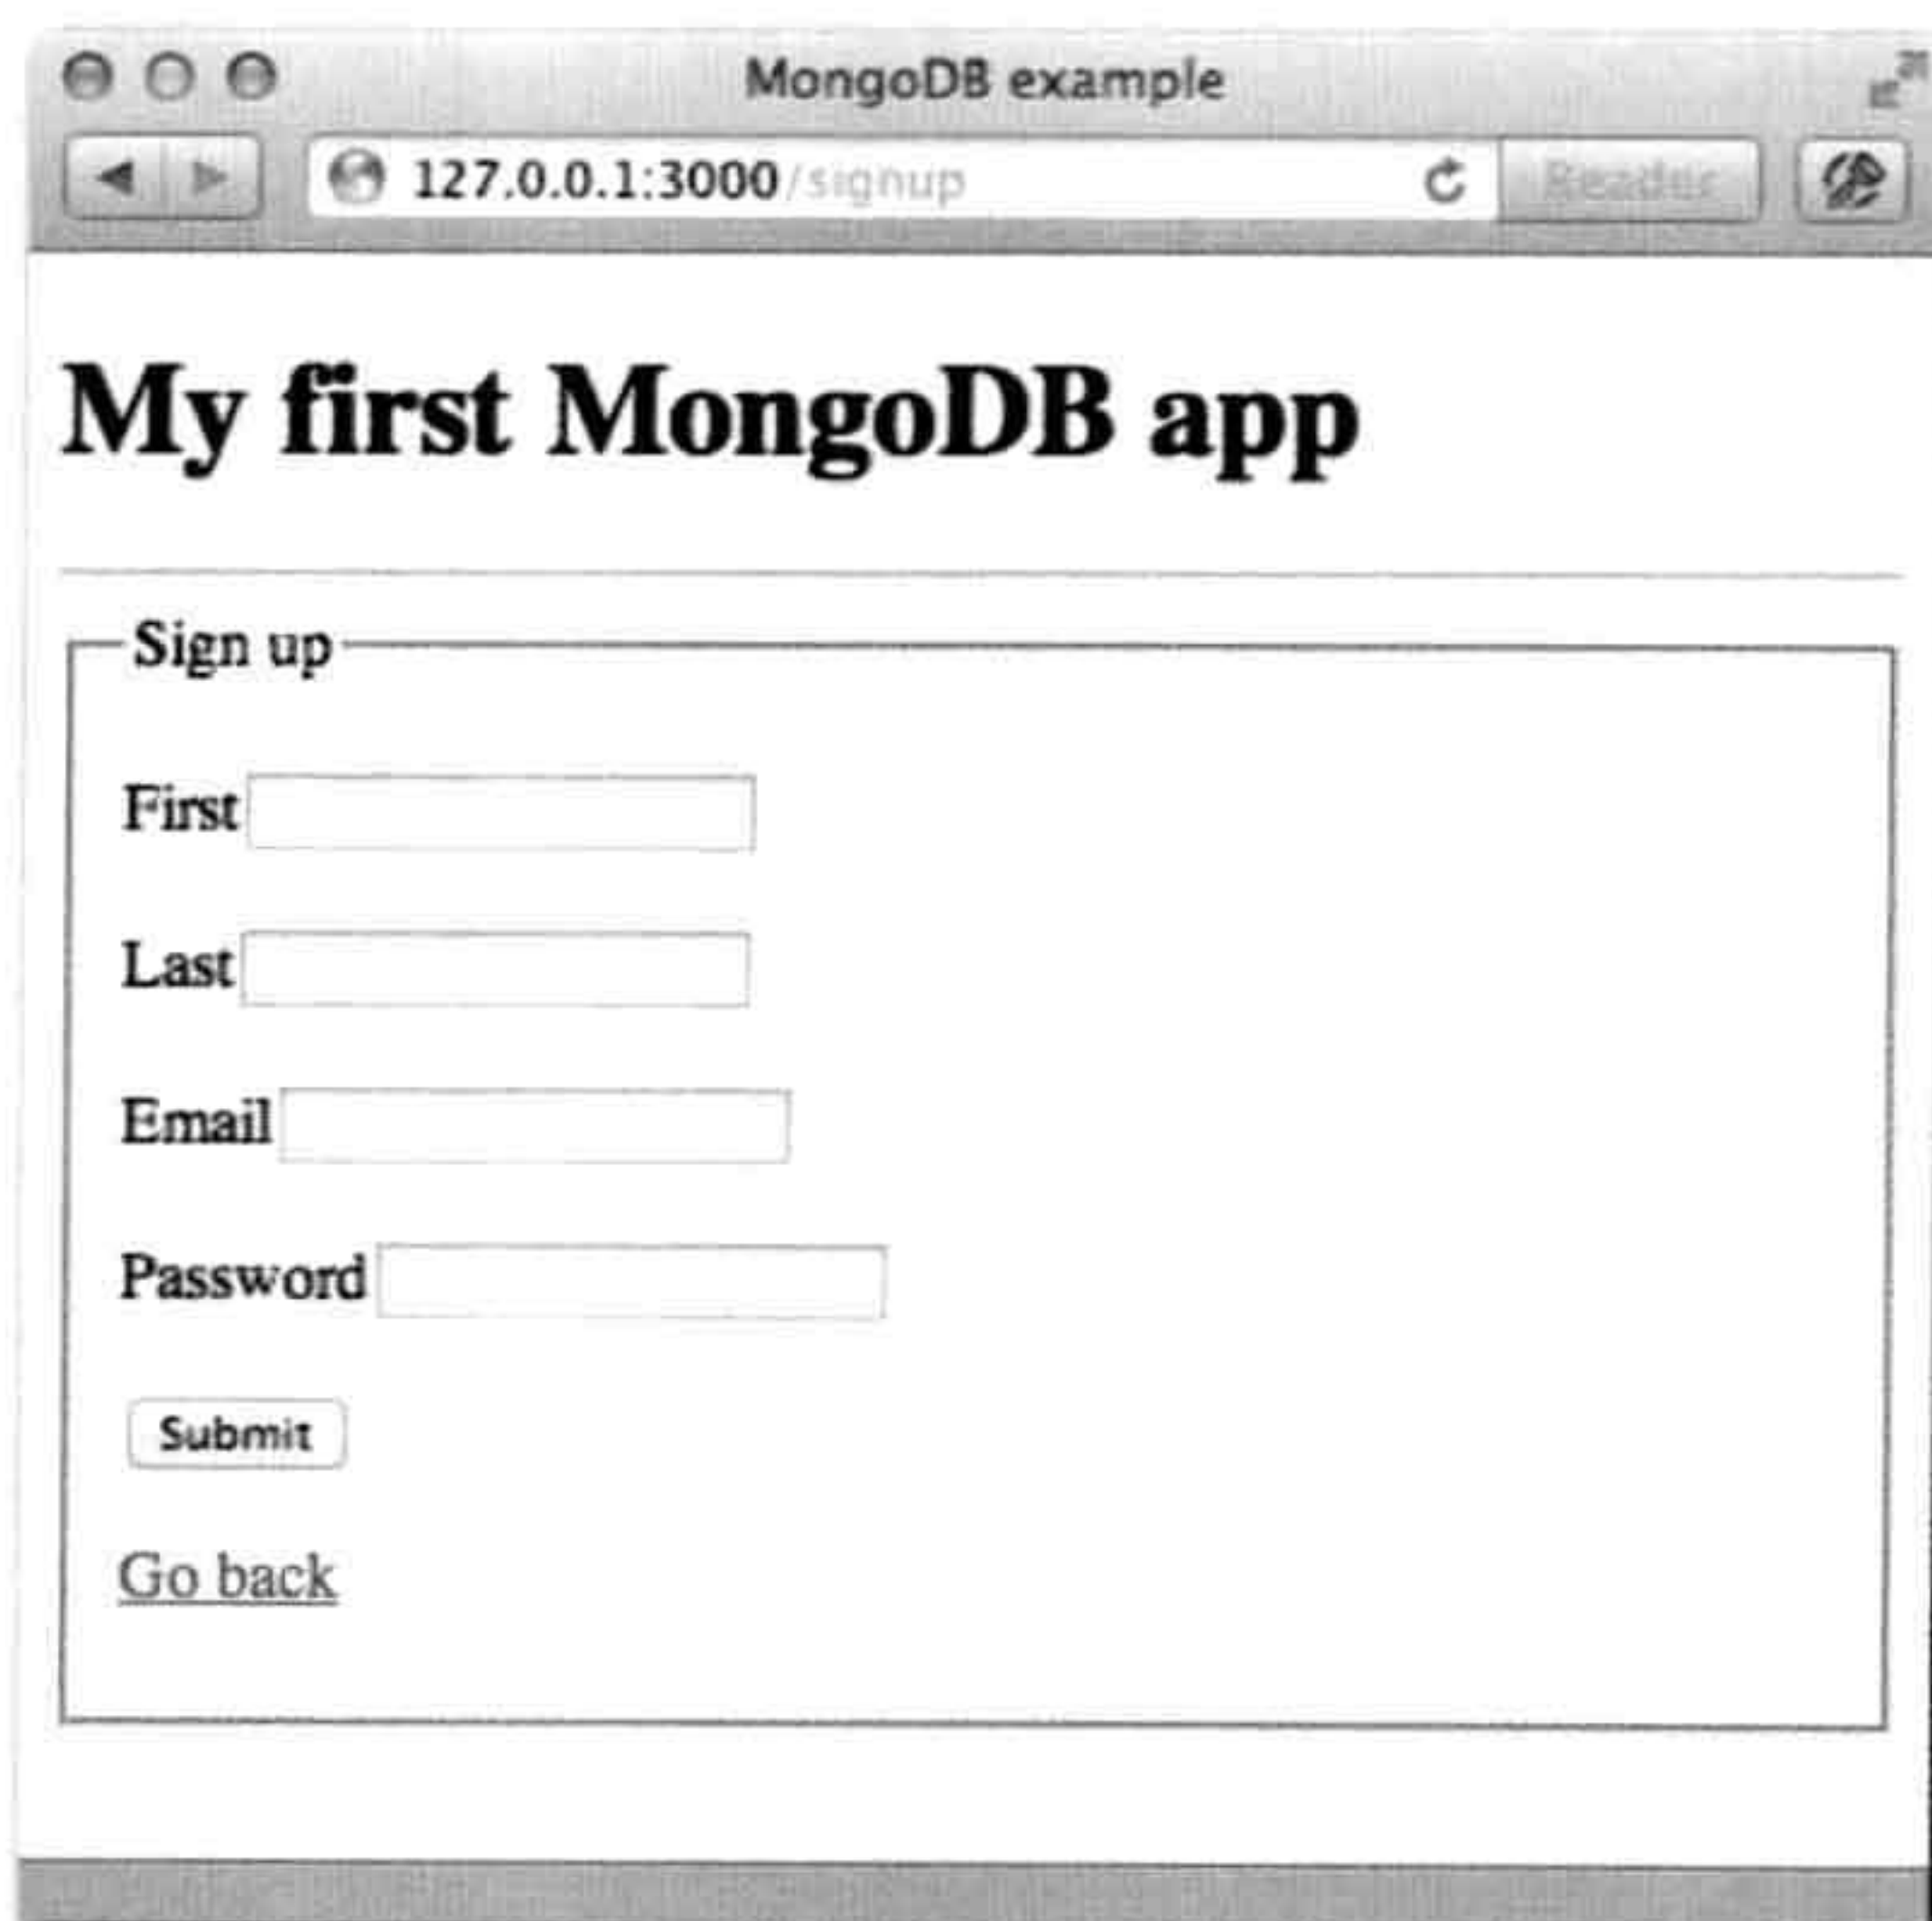 MongoDB example
127.0.0.1:3000/signup
Reader
My first MongoDB app
Sign up
First
Last
Email
Password
Submit
Go back